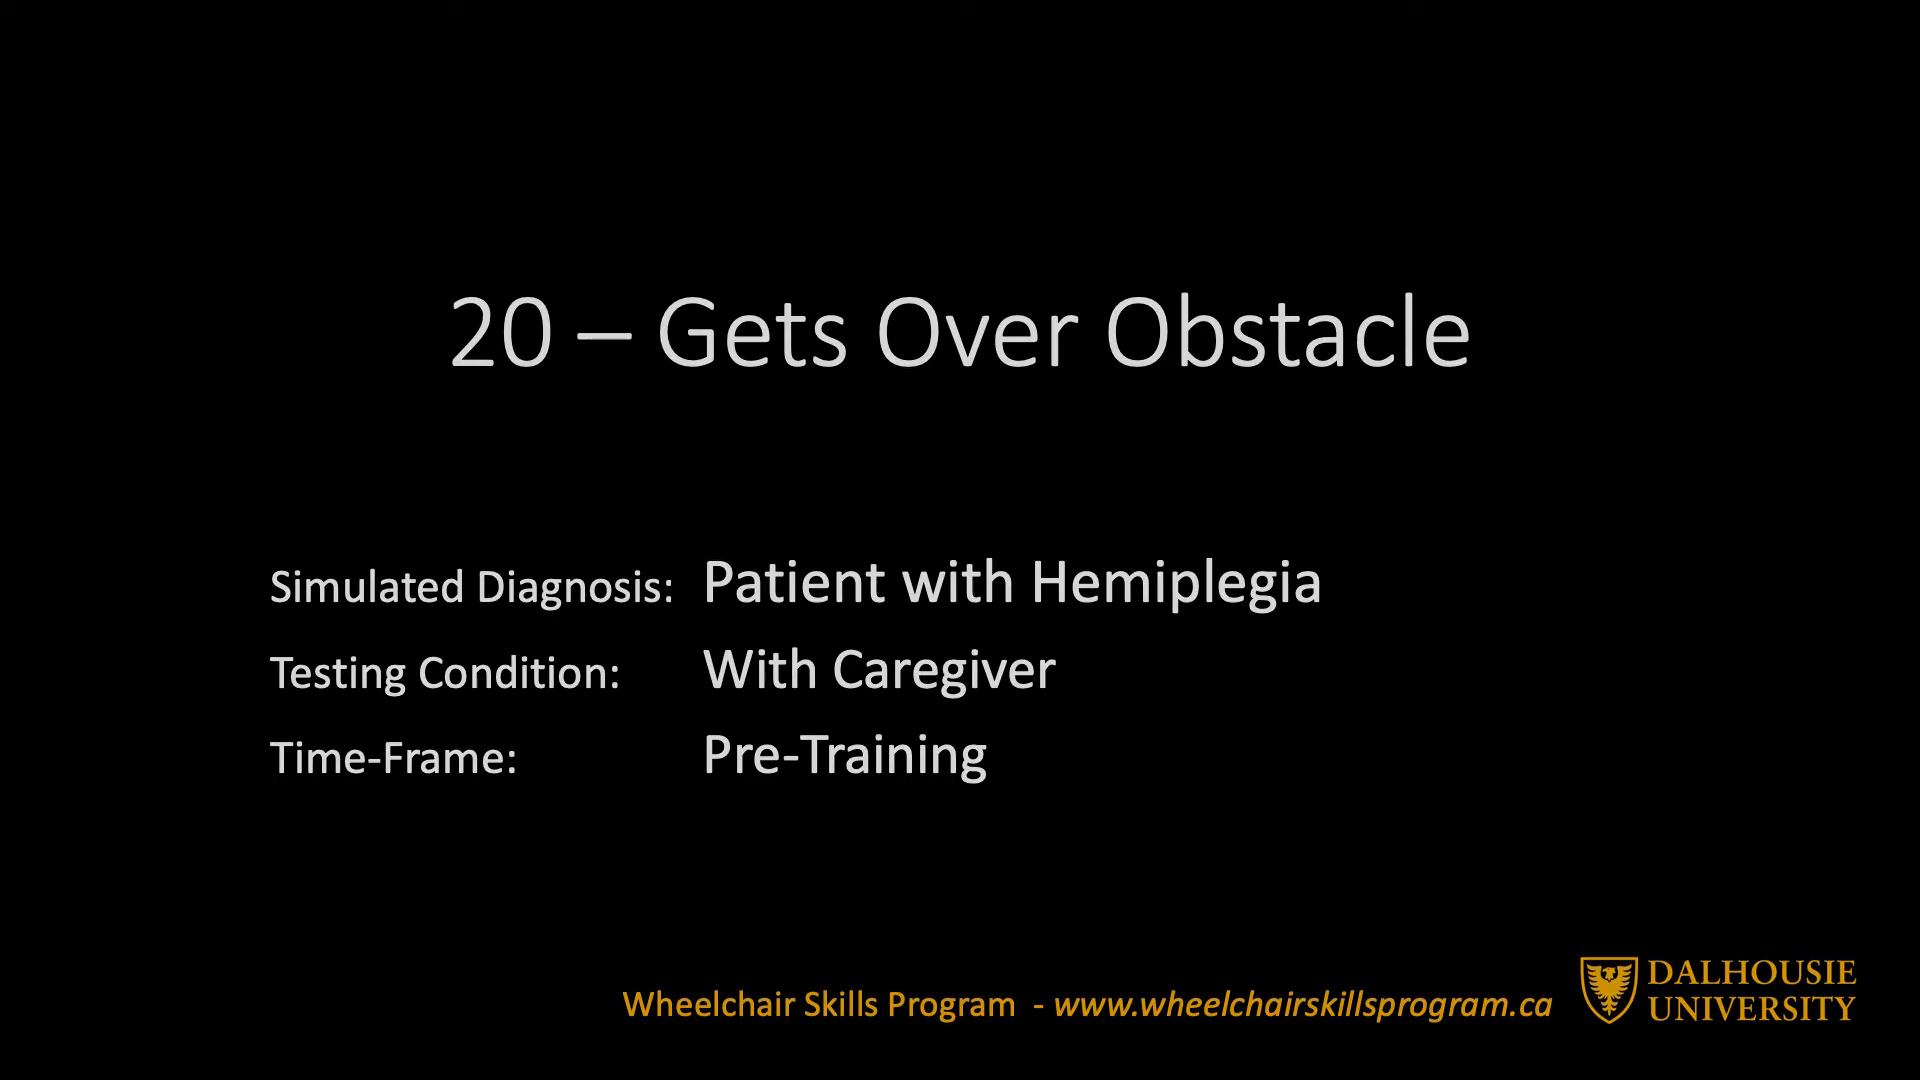 20 – Gets Over Obstacle
Simulated Diagnosis: Patient with Hemiplegia
Testing Condition: With Caregiver
Time-Frame: Pre-Training
Wheelchair Skills Program - www.wheelchairskillsprogram.ca
DALHOUSIE
UNIVERSITY